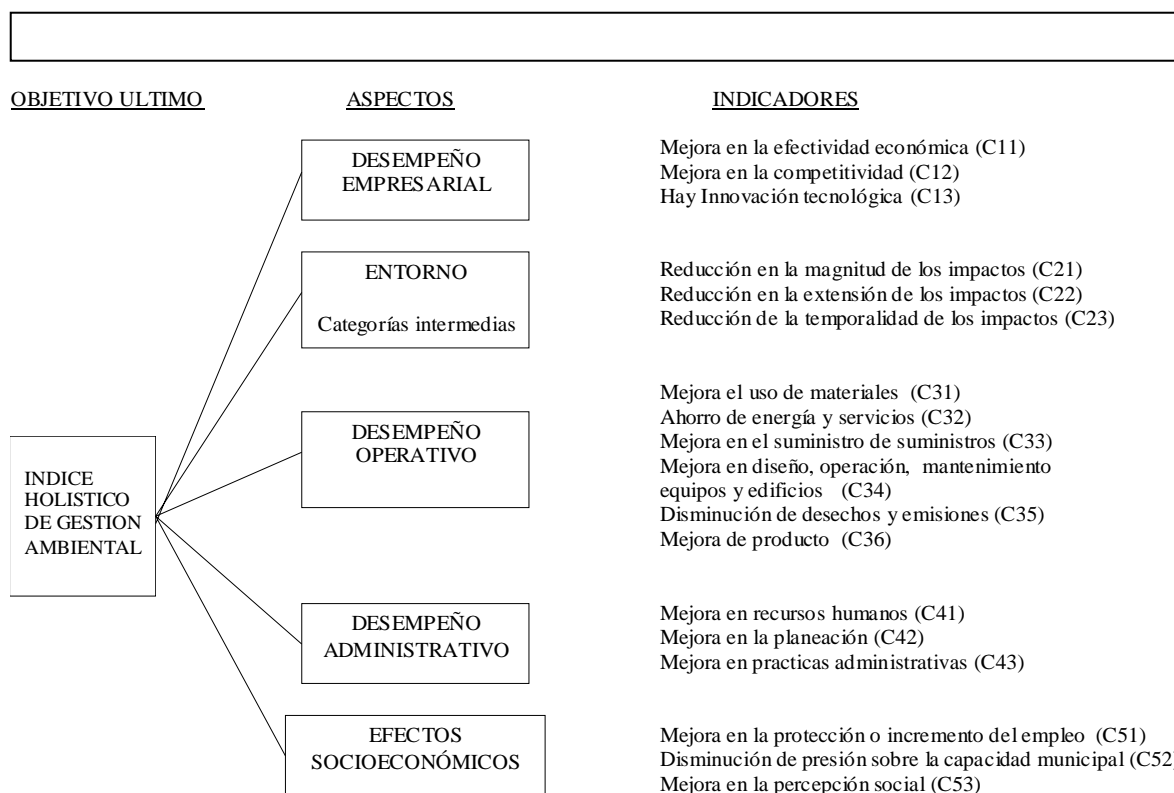 OBJETIVO ULTIMO
ASPECTOS
INDICADORES
DESEMPEÑO
EMPRESARIAL
Mejora en la efectividad económica (C11)
Mejora en la competitividad (C12)
Hay Innovación tecnológica (C13)
ENTORNO
Categorías intermedias
Reducción en la magnitud de los impactos (C21)
Reducción en la extensión de los impactos (C22)
Reducción de la temporalidad de los impactos (C23)
INDICE
HOLISTICO
DE GESTION
AMBIENTAL
DESEMPEÑO
OPERATIVO
Mejora el uso de materiales (C31)
Ahorro de energía y servicios (C32)
Mejora en el suministro de suministros (C33)
Mejora en diseño, operación, mantenimiento
equipos y edificios (C34)
Disminución de desechos y emisiones (C35)
Mejora de producto (C36)
DESEMPEÑO
ADMINISTRATIVO
Mejora en recursos humanos (C41)
Mejora en la planeación (C42)
Mejora en practicas administrativas (C43)
EFECTOS
SOCIOECONÓMICOS
Mejora en la protección o incremento del empleo (C51)
Disminución de presión sobre la capacidad municipal (C52)
Mejora en la percepción social (C53)